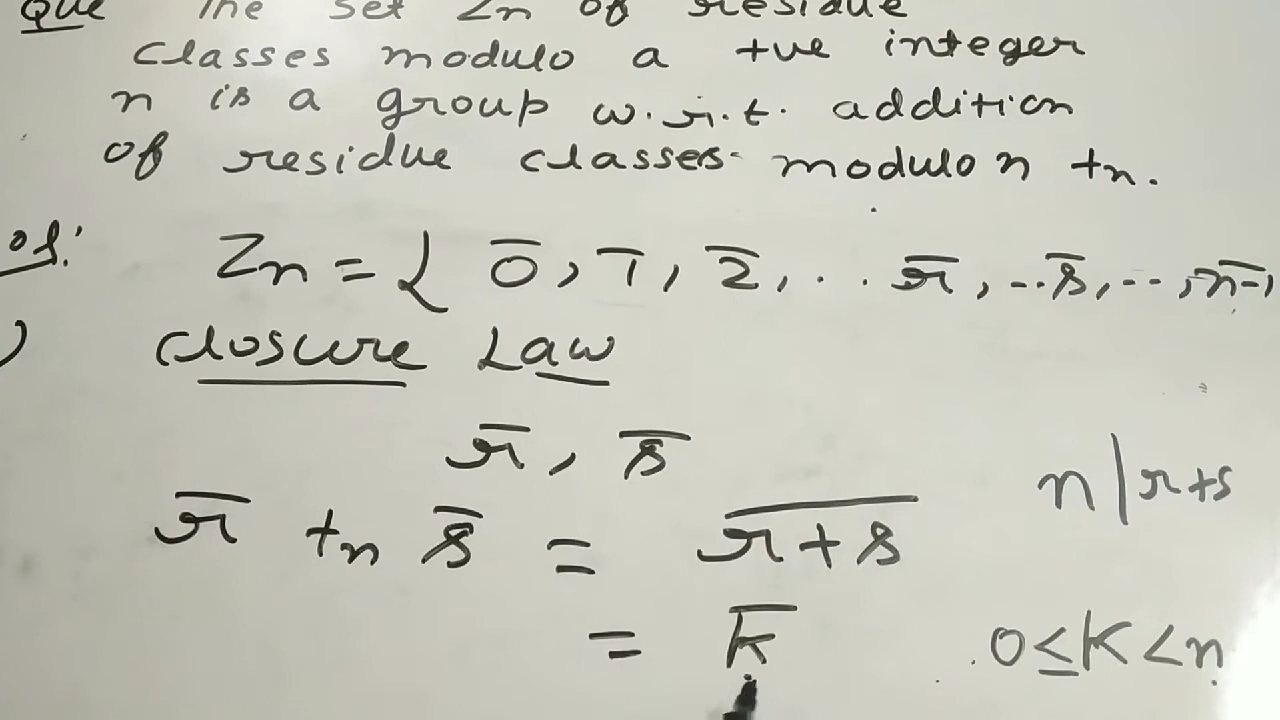 Que The set Zn of residue
classes modulo a +ve integer
n is a group w.r.t. addition
of residue classes modulo n +n.
of:
Zn = { 0̅, 1̅, 2̅, ... r̅, ... s̅, ..., n̅-̅1̅
) closure Law
r̅, s̅
n | r+s
r̅ +n s̅ = r̅+̅s̅
= k̅ 0≤K<n